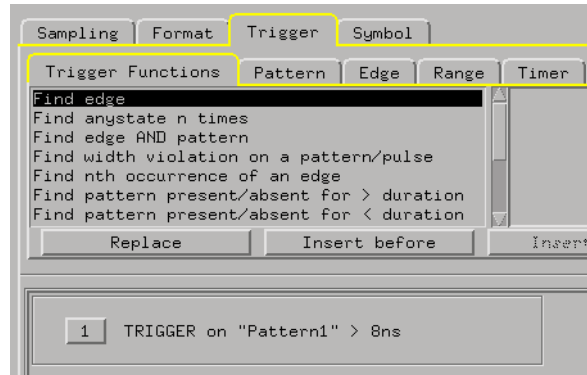 Sampling Format Trigger Symbol
Trigger Functions Pattern Edge Range Timer
Find edge
Find anystate n times
Find edge AND pattern
Find width violation on a pattern/pulse
Find nth occurrence of an edge
Find pattern present/absent for > duration
Find pattern present/absent for < duration
Replace Insert before Insert
1 TRIGGER on "Pattern1" > 8ns